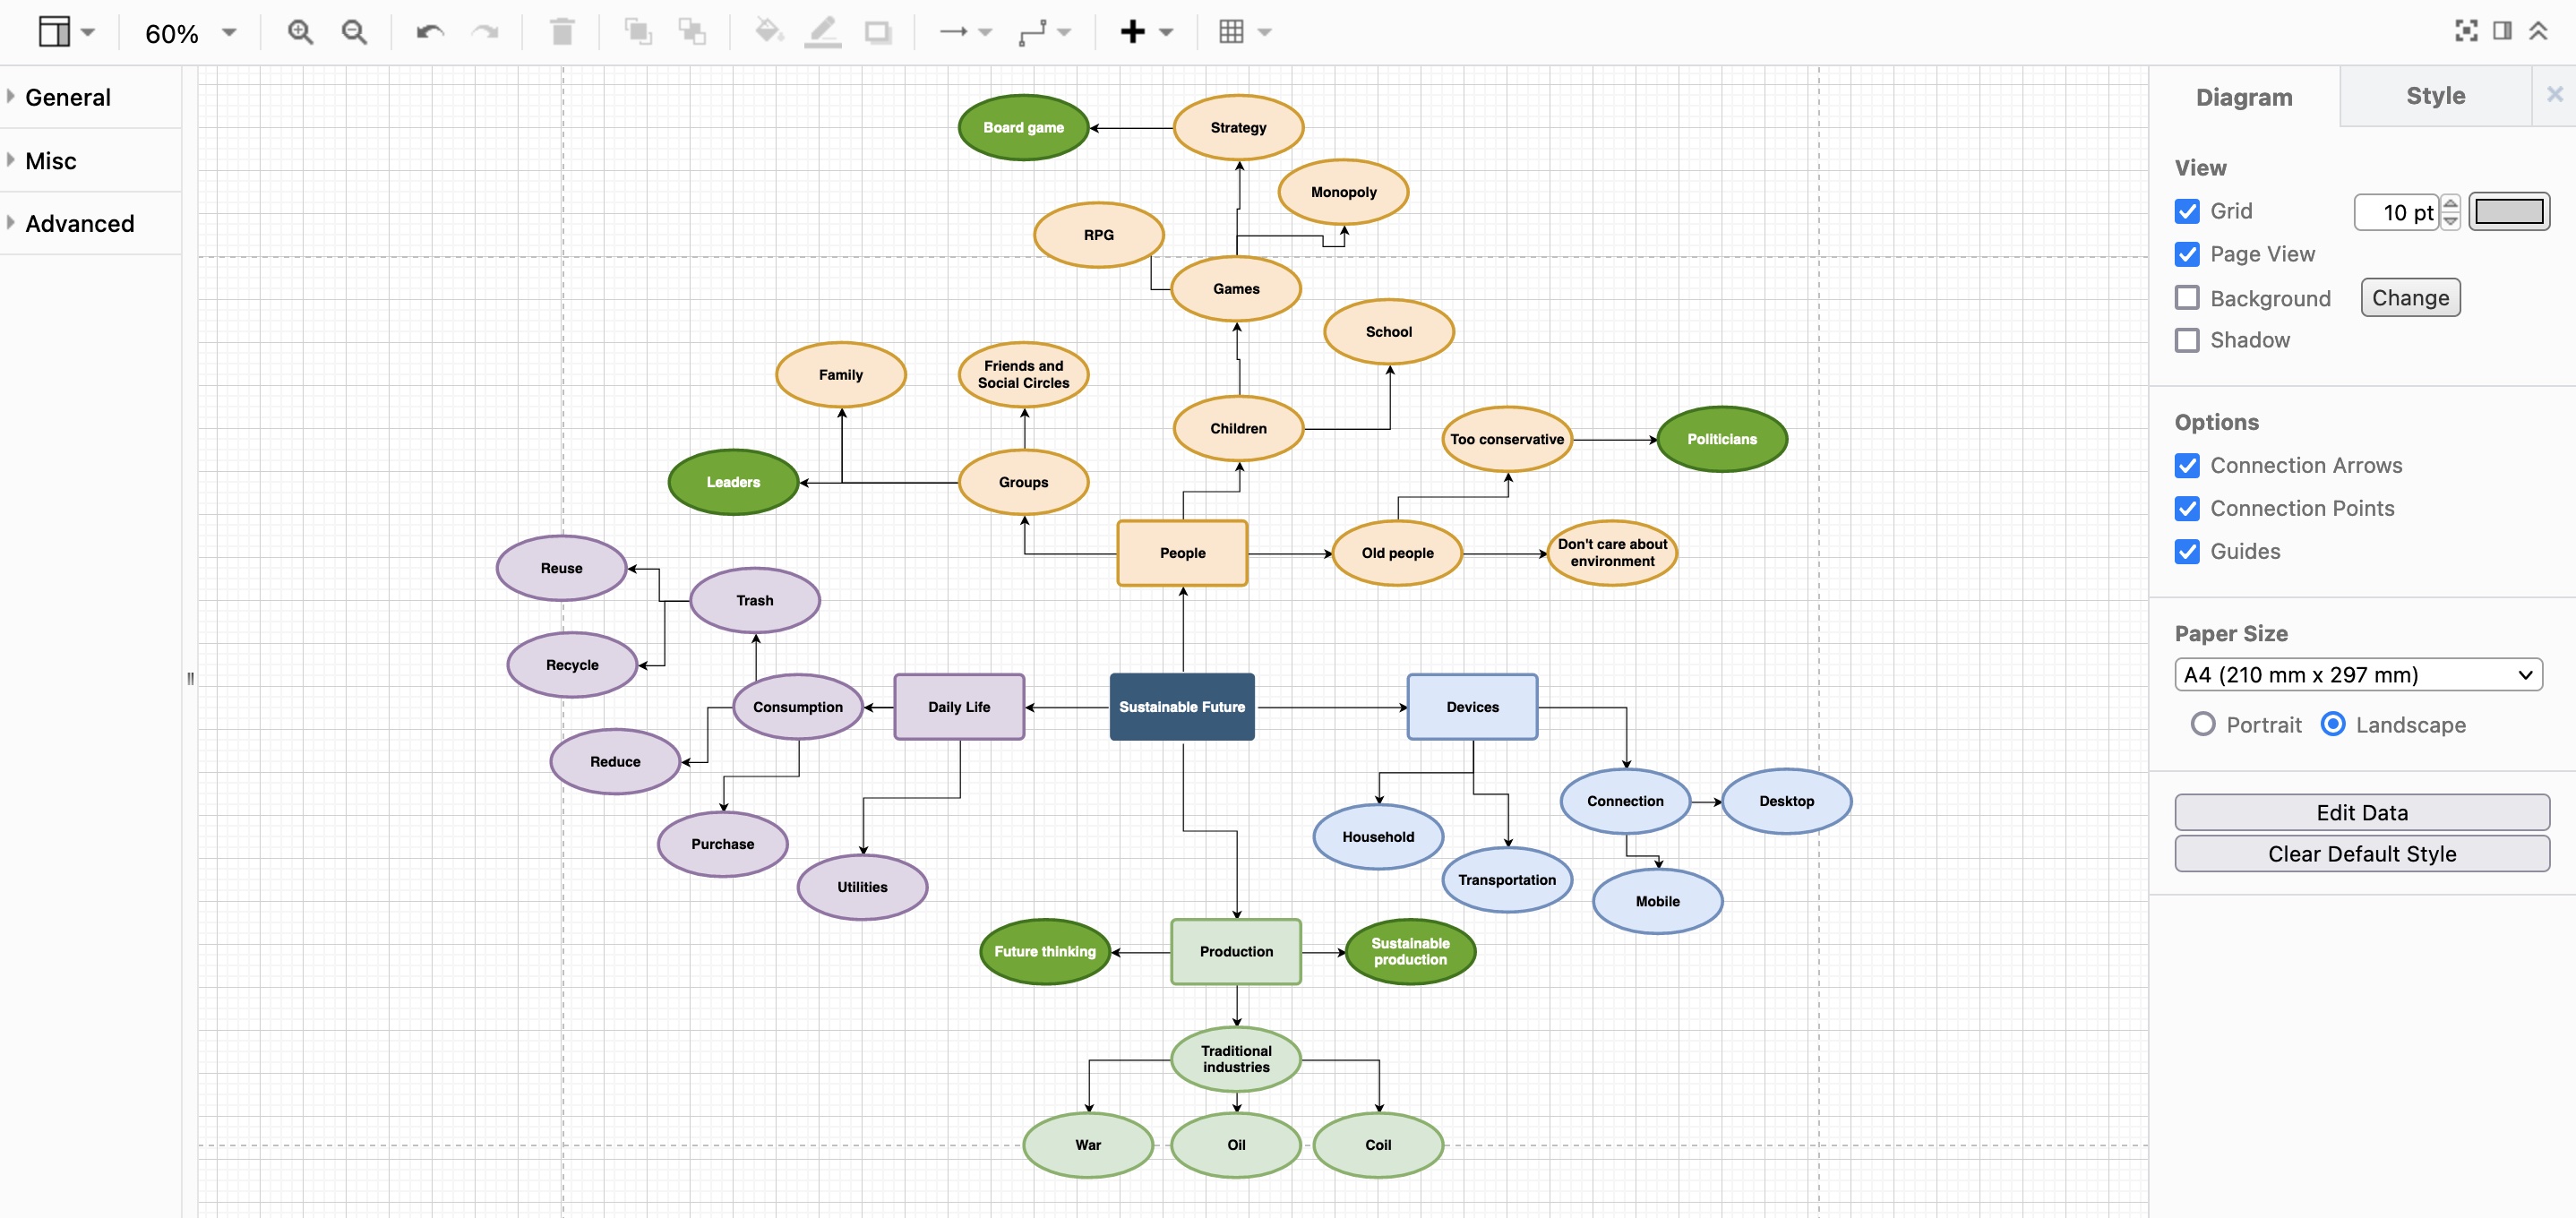 60%
General
Misc
Advanced
Board game
Strategy
Monopoly
RPG
Games
School
Family
Friends and
Social Circles
Children
Too conservative
Politicians
Leaders
Groups
People
Old people
Don't care about
environment
Reuse
Trash
Recycle
Consumption
Daily Life
Sustainable Future
Devices
Reduce
Purchase
Utilities
Household
Transportation
Connection
Desktop
Mobile
Future thinking
Production
Sustainable
production
Traditional
industries
War
Oil
Coil
Diagram
Style
View
Grid
10 pt
Page View
Background
Change
Shadow
Options
Connection Arrows
Connection Points
Guides
Paper Size
A4 (210 mm x 297 mm)
Portrait
Landscape
Edit Data
Clear Default Style